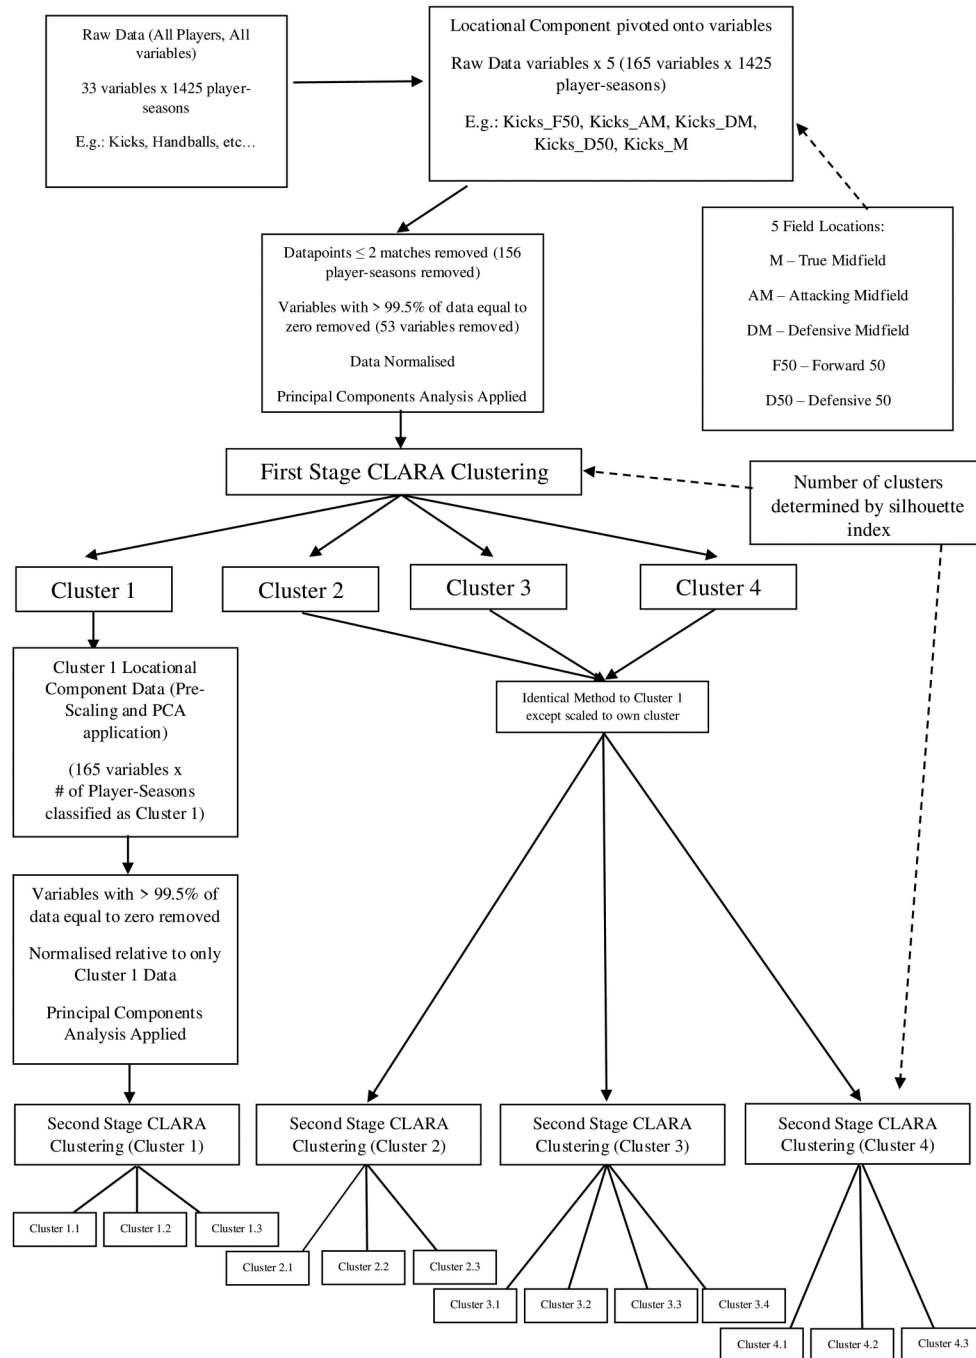 Raw Data (All Players, All
variables)
33 variables x 1425 player-
seasons
E.g.: Kicks, Handballs, etc…
Locational Component pivoted onto variables
Raw Data variables x 5 (165 variables x 1425
player-seasons)
E.g.: Kicks_F50, Kicks_AM, Kicks_DM,
Kicks_D50, Kicks_M
5 Field Locations:
M – True Midfield
AM – Attacking Midfield
DM – Defensive Midfield
F50 – Forward 50
D50 – Defensive 50
Datapoints ≤ 2 matches removed (156
player-seasons removed)
Variables with > 99.5% of data equal to
zero removed (53 variables removed)
Data Normalised
Principal Components Analysis Applied
First Stage CLARA Clustering
Number of clusters
determined by silhouette
index
Cluster 1
Cluster 2
Cluster 3
Cluster 4
Cluster 1 Locational
Component Data (Pre-
Scaling and PCA
application)
(165 variables x
# of Player-Seasons
classified as Cluster 1)
Identical Method to Cluster 1
except scaled to own cluster
Variables with > 99.5% of
data equal to zero removed
Normalised relative to only
Cluster 1 Data
Principal Components
Analysis Applied
Second Stage CLARA
Clustering (Cluster 1)
Second Stage CLARA
Clustering (Cluster 2)
Second Stage CLARA
Clustering (Cluster 3)
Second Stage CLARA
Clustering (Cluster 4)
Cluster 1.1
Cluster 1.2
Cluster 1.3
Cluster 2.1
Cluster 2.2
Cluster 2.3
Cluster 3.1
Cluster 3.2
Cluster 3.3
Cluster 3.4
Cluster 4.1
Cluster 4.2
Cluster 4.3